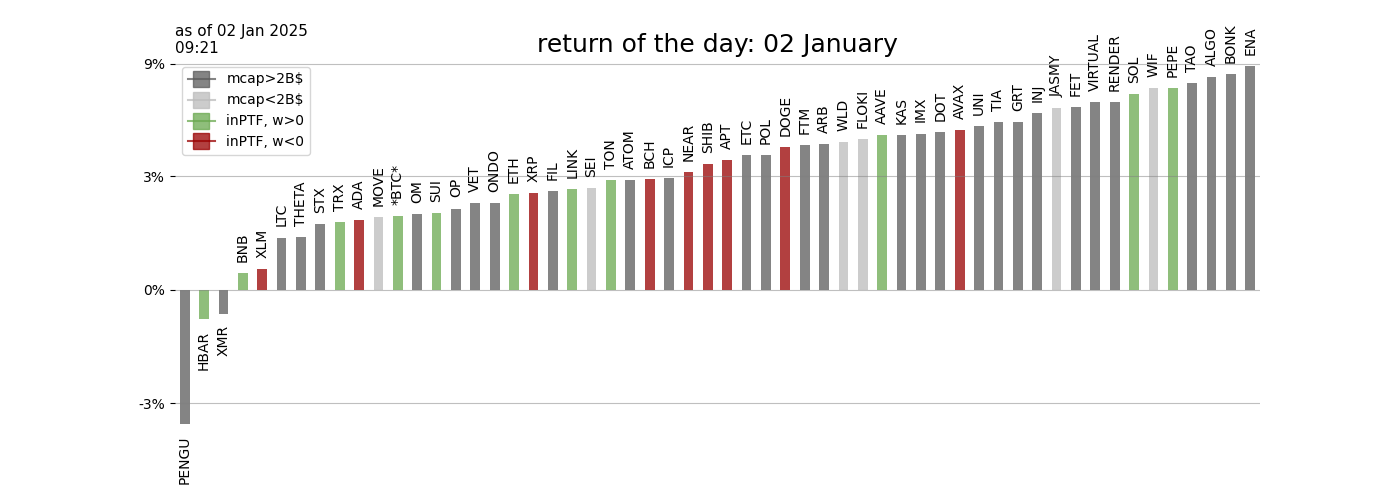 as of 02 Jan 2025
09:21
return of the day: 02 January
9%
3%
0%
-3%
mcap>2B$
mcap<2B$
inPTF, w>0
inPTF, w<0
PENGU
HBAR
XMR
BNB
XLM
LTC
THETA
STX
TRX
ADA
MOVE
*BTC*
OM
SUI
OP
VET
ONDO
ETH
XRP
FIL
LINK
SEI
TON
ATOM
BCH
ICP
NEAR
SHIB
APT
ETC
POL
DOGE
FTM
ARB
WLD
FLOKI
AAVE
KAS
IMX
DOT
AVAX
UNI
TIA
GRT
INJ
JASMY
FET
VIRTUAL
RENDER
SOL
WIF
PEPE
TAO
ALGO
BONK
ENA